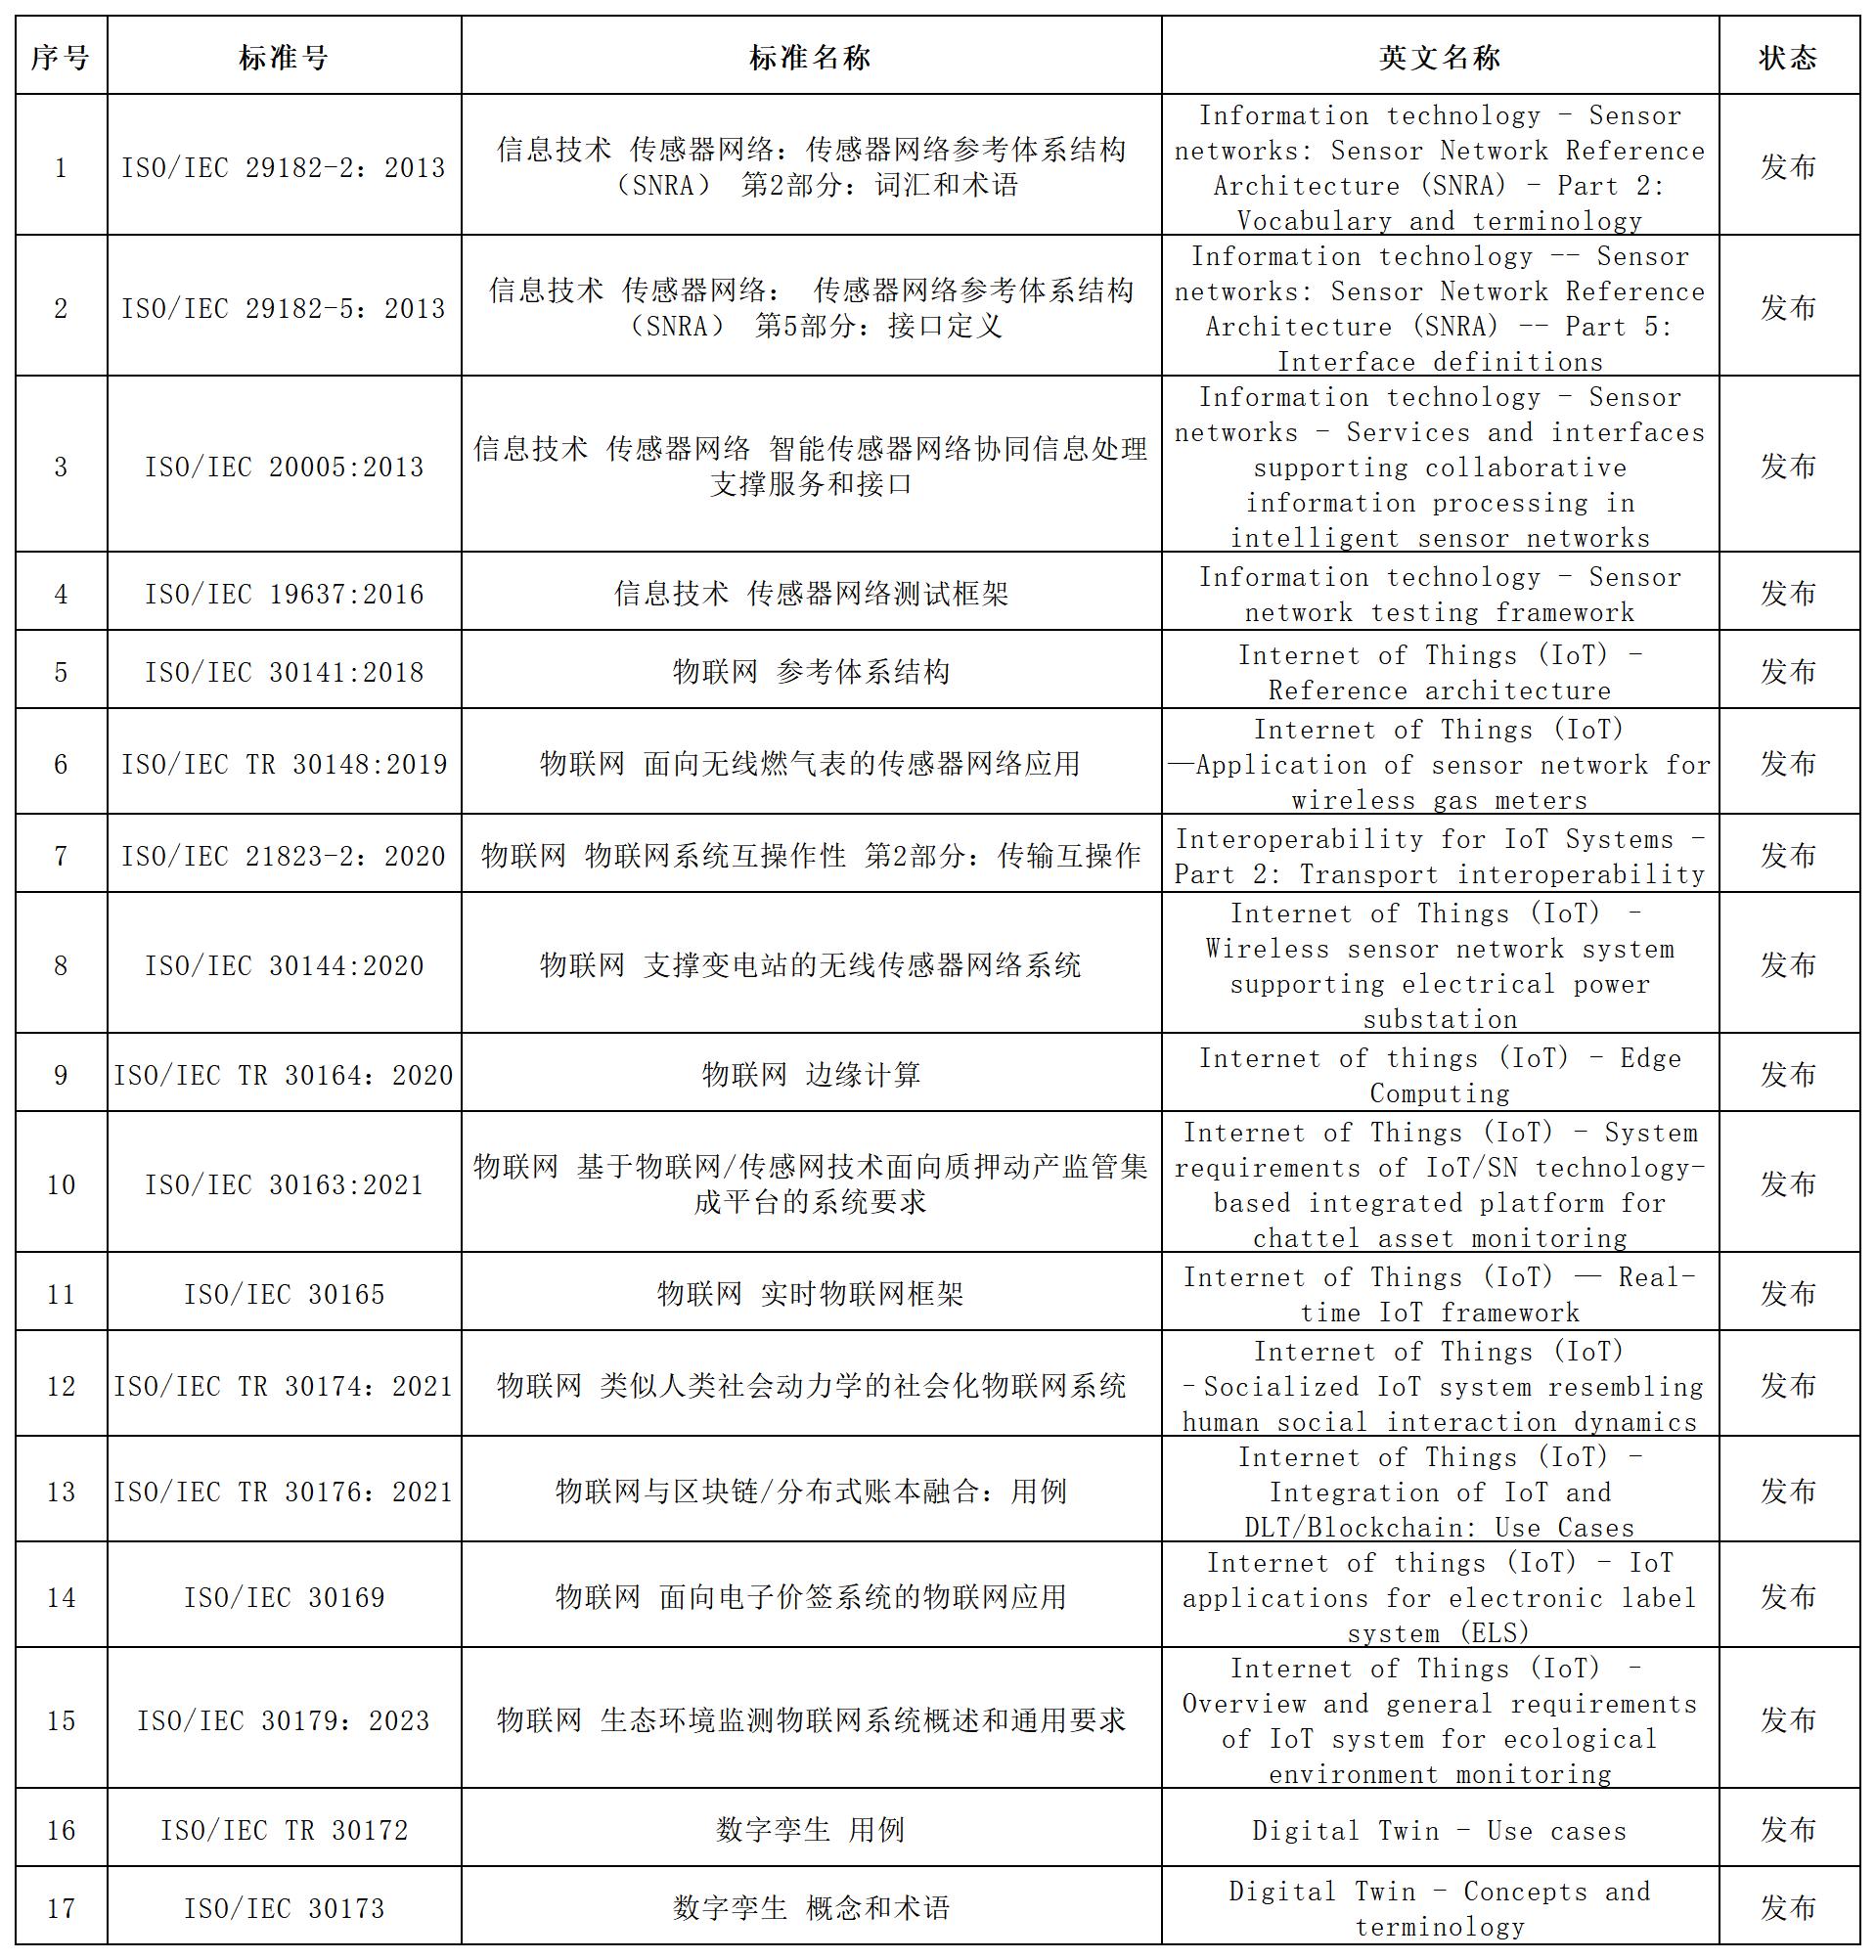 序号 标准号 标准名称 英文名称 状态
1 ISO/IEC 29182-2：2013 信息技术 传感器网络：传感器网络参考体系结构
（SNRA） 第2部分：词汇和术语 Information technology - Sensor
networks: Sensor Network Reference
Architecture (SNRA) - Part 2:
Vocabulary and terminology 发布
2 ISO/IEC 29182-5：2013 信息技术 传感器网络： 传感器网络参考体系结构
（SNRA） 第5部分：接口定义 Information technology -- Sensor
networks: Sensor Network Reference
Architecture (SNRA) -- Part 5:
Interface definitions 发布
3 ISO/IEC 20005:2013 信息技术 传感器网络 智能传感器网络协同信息处理
支撑服务和接口 Information technology - Sensor
networks - Services and interfaces
supporting collaborative
information processing in
intelligent sensor networks 发布
4 ISO/IEC 19637:2016 信息技术 传感器网络测试框架 Information technology - Sensor
network testing framework 发布
5 ISO/IEC 30141:2018 物联网 参考体系结构 Internet of Things (IoT) -
Reference architecture 发布
6 ISO/IEC TR 30148:2019 物联网 面向无线燃气表的传感器网络应用 Internet of Things (IoT)
—Application of sensor network for
wireless gas meters 发布
7 ISO/IEC 21823-2：2020 物联网 物联网系统互操作性 第2部分：传输互操作 Interoperability for IoT Systems -
Part 2: Transport interoperability 发布
8 ISO/IEC 30144:2020 物联网 支撑变电站的无线传感器网络系统 Internet of Things (IoT) –
Wireless sensor network system
supporting electrical power
substation 发布
9 ISO/IEC TR 30164：2020 物联网 边缘计算 Internet of things (IoT) - Edge
Computing 发布
10 ISO/IEC 30163:2021 物联网 基于物联网/传感网技术面向质押动产监管集
成平台的系统要求 Internet of Things (IoT) - System
requirements of IoT/SN technology-
based integrated platform for
chattel asset monitoring 发布
11 ISO/IEC 30165 物联网 实时物联网框架 Internet of Things (IoT) — Real-
time IoT framework 发布
12 ISO/IEC TR 30174：2021 物联网 类似人类社会动力学的社会化物联网系统 Internet of Things (IoT)
–Socialized IoT system resembling
human social interaction dynamics 发布
13 ISO/IEC TR 30176：2021 物联网与区块链/分布式账本融合：用例 Internet of Things (IoT) -
Integration of IoT and
DLT/Blockchain: Use Cases 发布
14 ISO/IEC 30169 物联网 面向电子价签系统的物联网应用 Internet of things (IoT) - IoT
applications for electronic label
system (ELS) 发布
15 ISO/IEC 30179：2023 物联网 生态环境监测物联网系统概述和通用要求 Internet of Things (IoT) –
Overview and general requirements
of IoT system for ecological
environment monitoring 发布
16 ISO/IEC TR 30172 数字孪生 用例 Digital Twin - Use cases 发布
17 ISO/IEC 30173 数字孪生 概念和术语 Digital Twin - Concepts and
terminology 发布